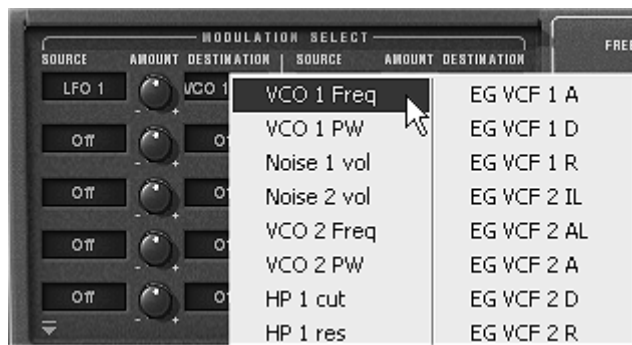 MODULATION SELECT
SOURCE AMOUNT DESTINATION SOURCE AMOUNT DESTINATION
LFO 1 VCO 1
Off
Off
Off
Off
VCO 1 Freq
VCO 1 PW
Noise 1 vol
Noise 2 vol
VCO 2 Freq
VCO 2 PW
HP 1 cut
HP 1 res
EG VCF 1 A
EG VCF 1 D
EG VCF 1 R
EG VCF 2 IL
EG VCF 2 AL
EG VCF 2 A
EG VCF 2 D
EG VCF 2 R